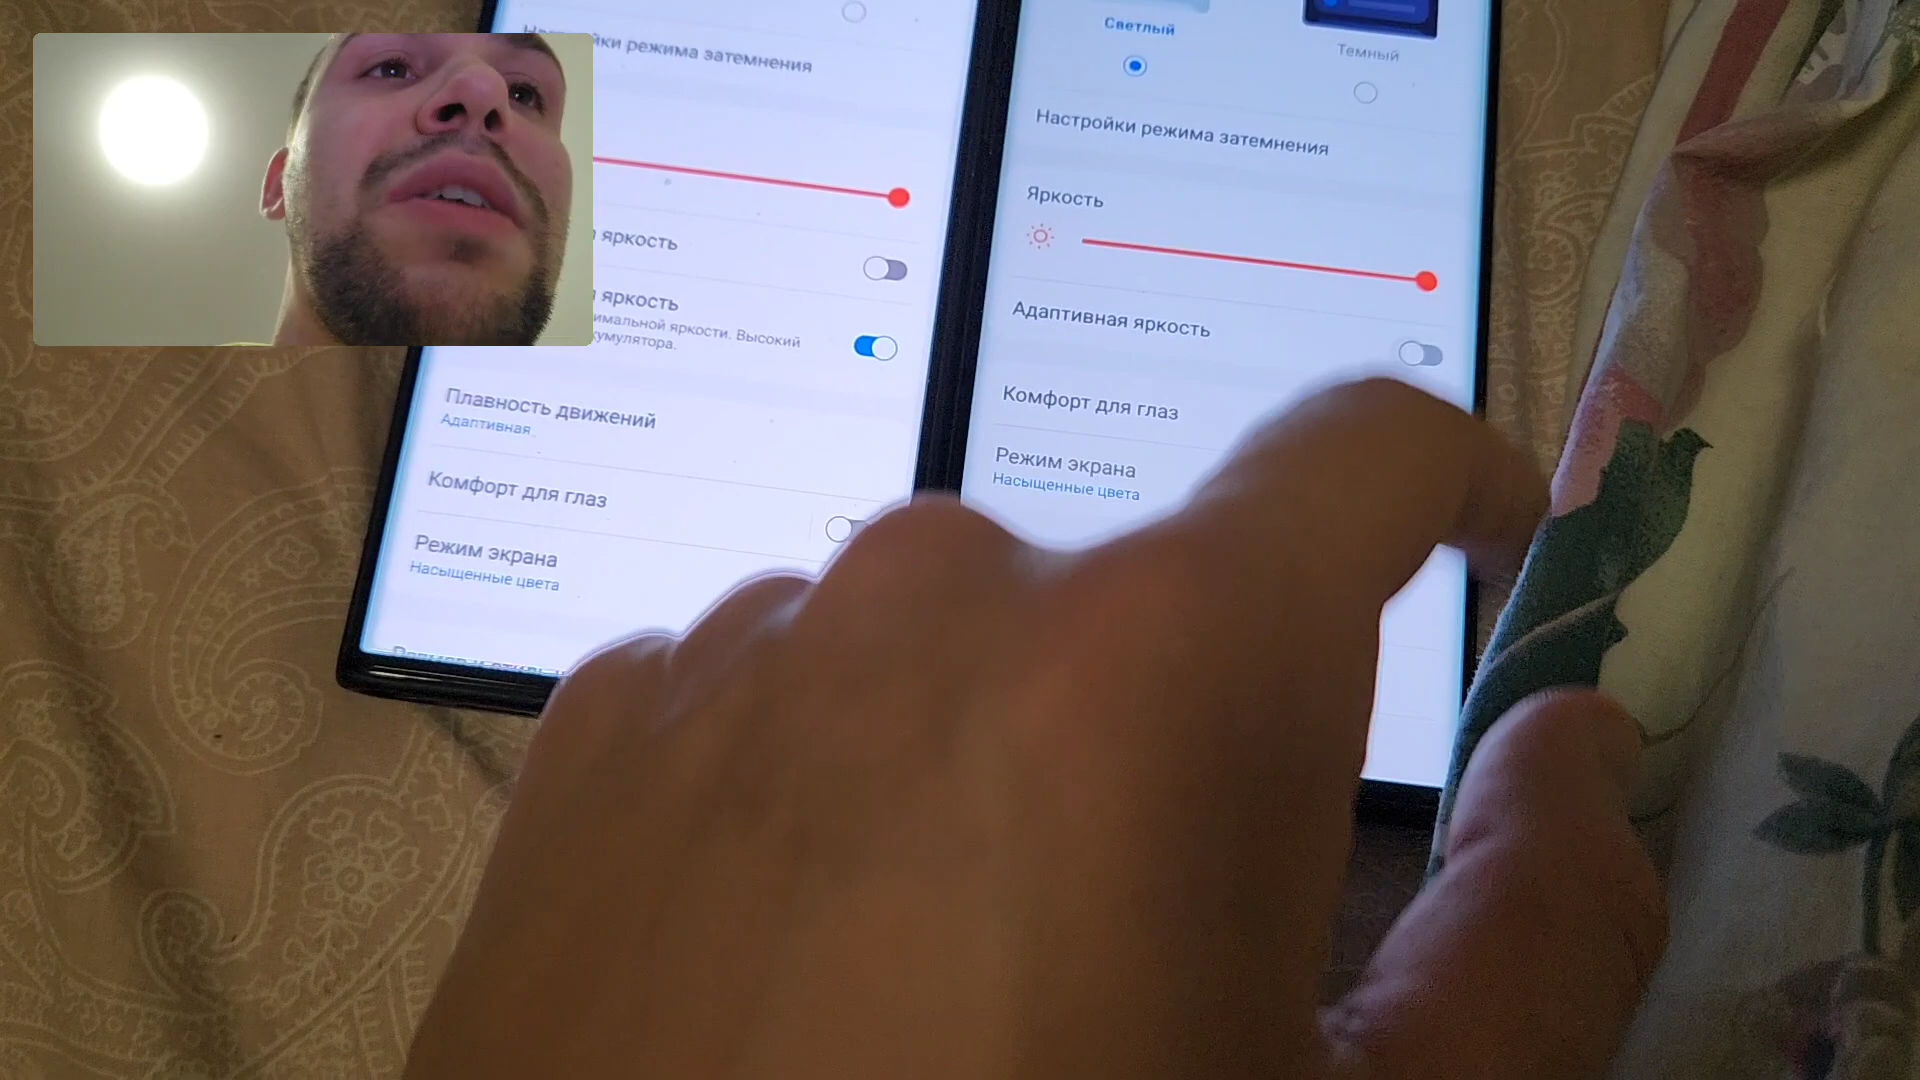 режима затемнения
яркость
яркость
имальной яркости. Высокий
кумулятора.
Плавность движений
Адаптивная
Комфорт для глаз
Режим экрана
Насыщенные цвета
Светлый
Темный
Настройки режима затемнения
Яркость
Адаптивная яркость
Комфорт для глаз
Режим экрана
Насыщенные цвета